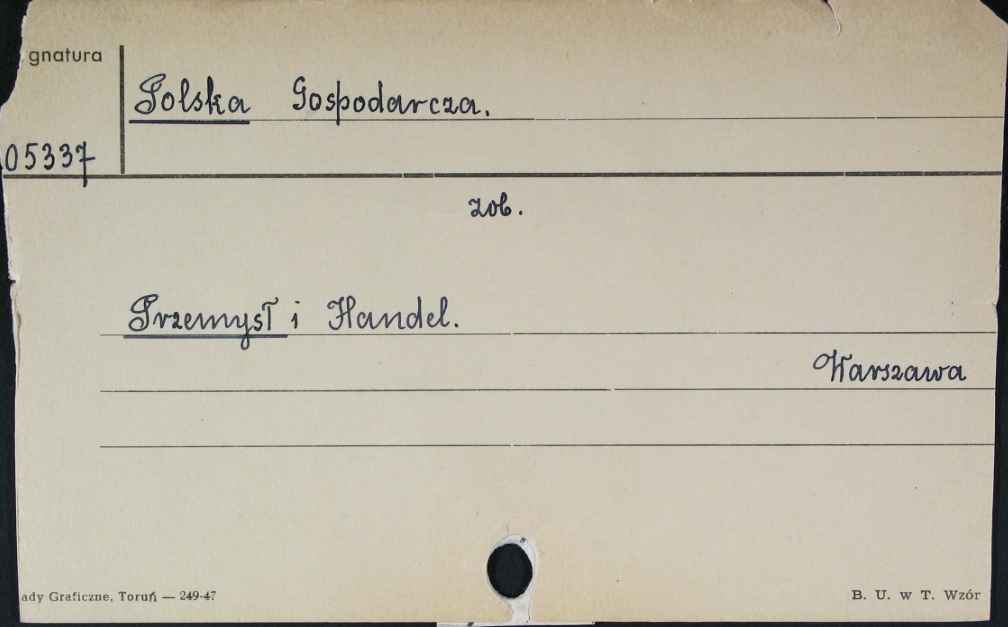 gnatura
Polska Gospodarcza.
05337
zob.
Przemysł i Handel.
Warszawa
ady Graficzne, Toruń — 249-47
B. U. w T. Wzór